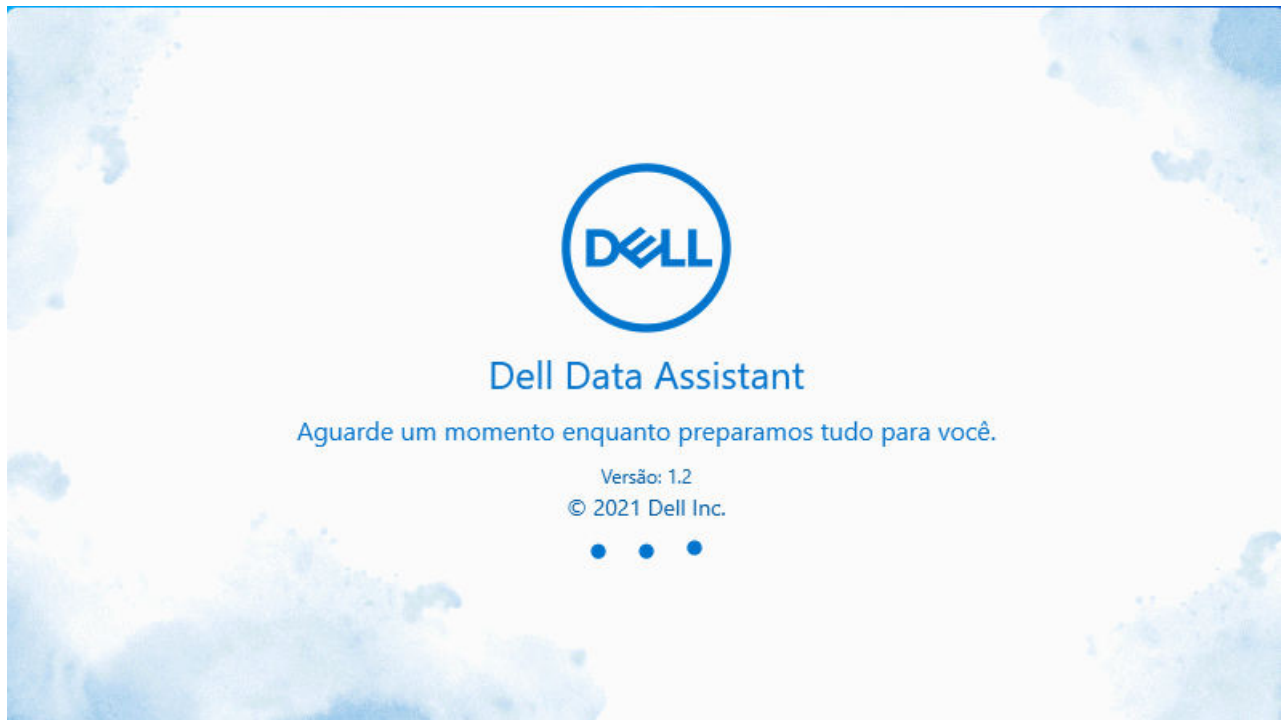 DELL
Dell Data Assistant
Aguarde um momento enquanto preparamos tudo para você.
Versão: 1.2
© 2021 Dell Inc.